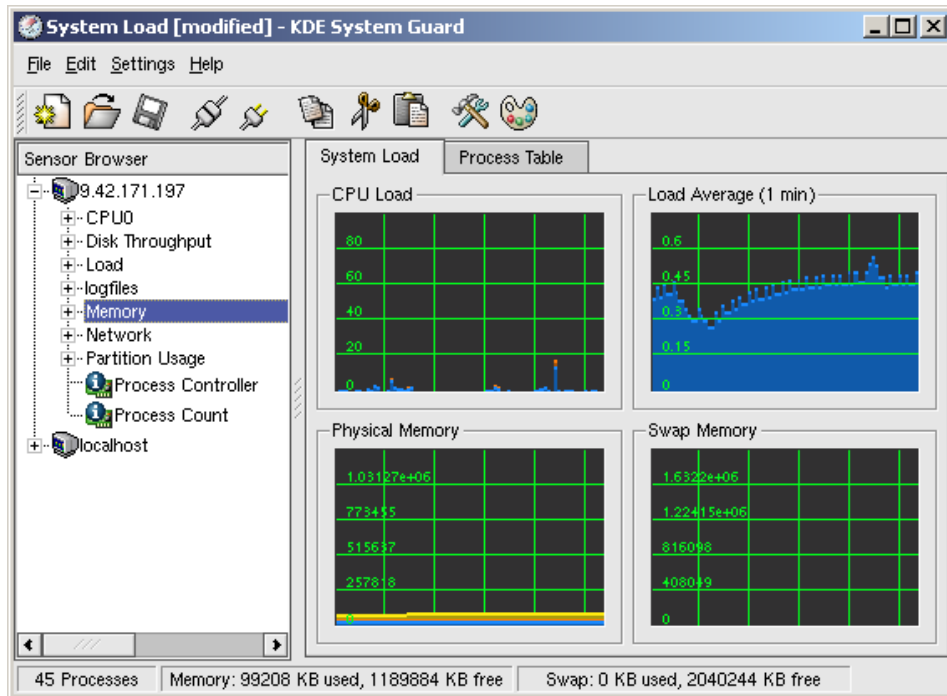 System Load [modified] - KDE System Guard
File Edit Settings Help
Sensor Browser
9.42.171.197
CPU0
Disk Throughput
Load
logfiles
Memory
Network
Partition Usage
Process Controller
Process Count
localhost
System Load
Process Table
CPU Load
80
60
40
20
0
Load Average (1 min)
0.6
0.45
0.3
0.15
0
Physical Memory
1.03127e+06
773455
515637
257818
0
Swap Memory
1.6322e+06
1.22415e+06
816098
408049
0
45 Processes
Memory: 99208 KB used, 1189884 KB free
Swap: 0 KB used, 2040244 KB free